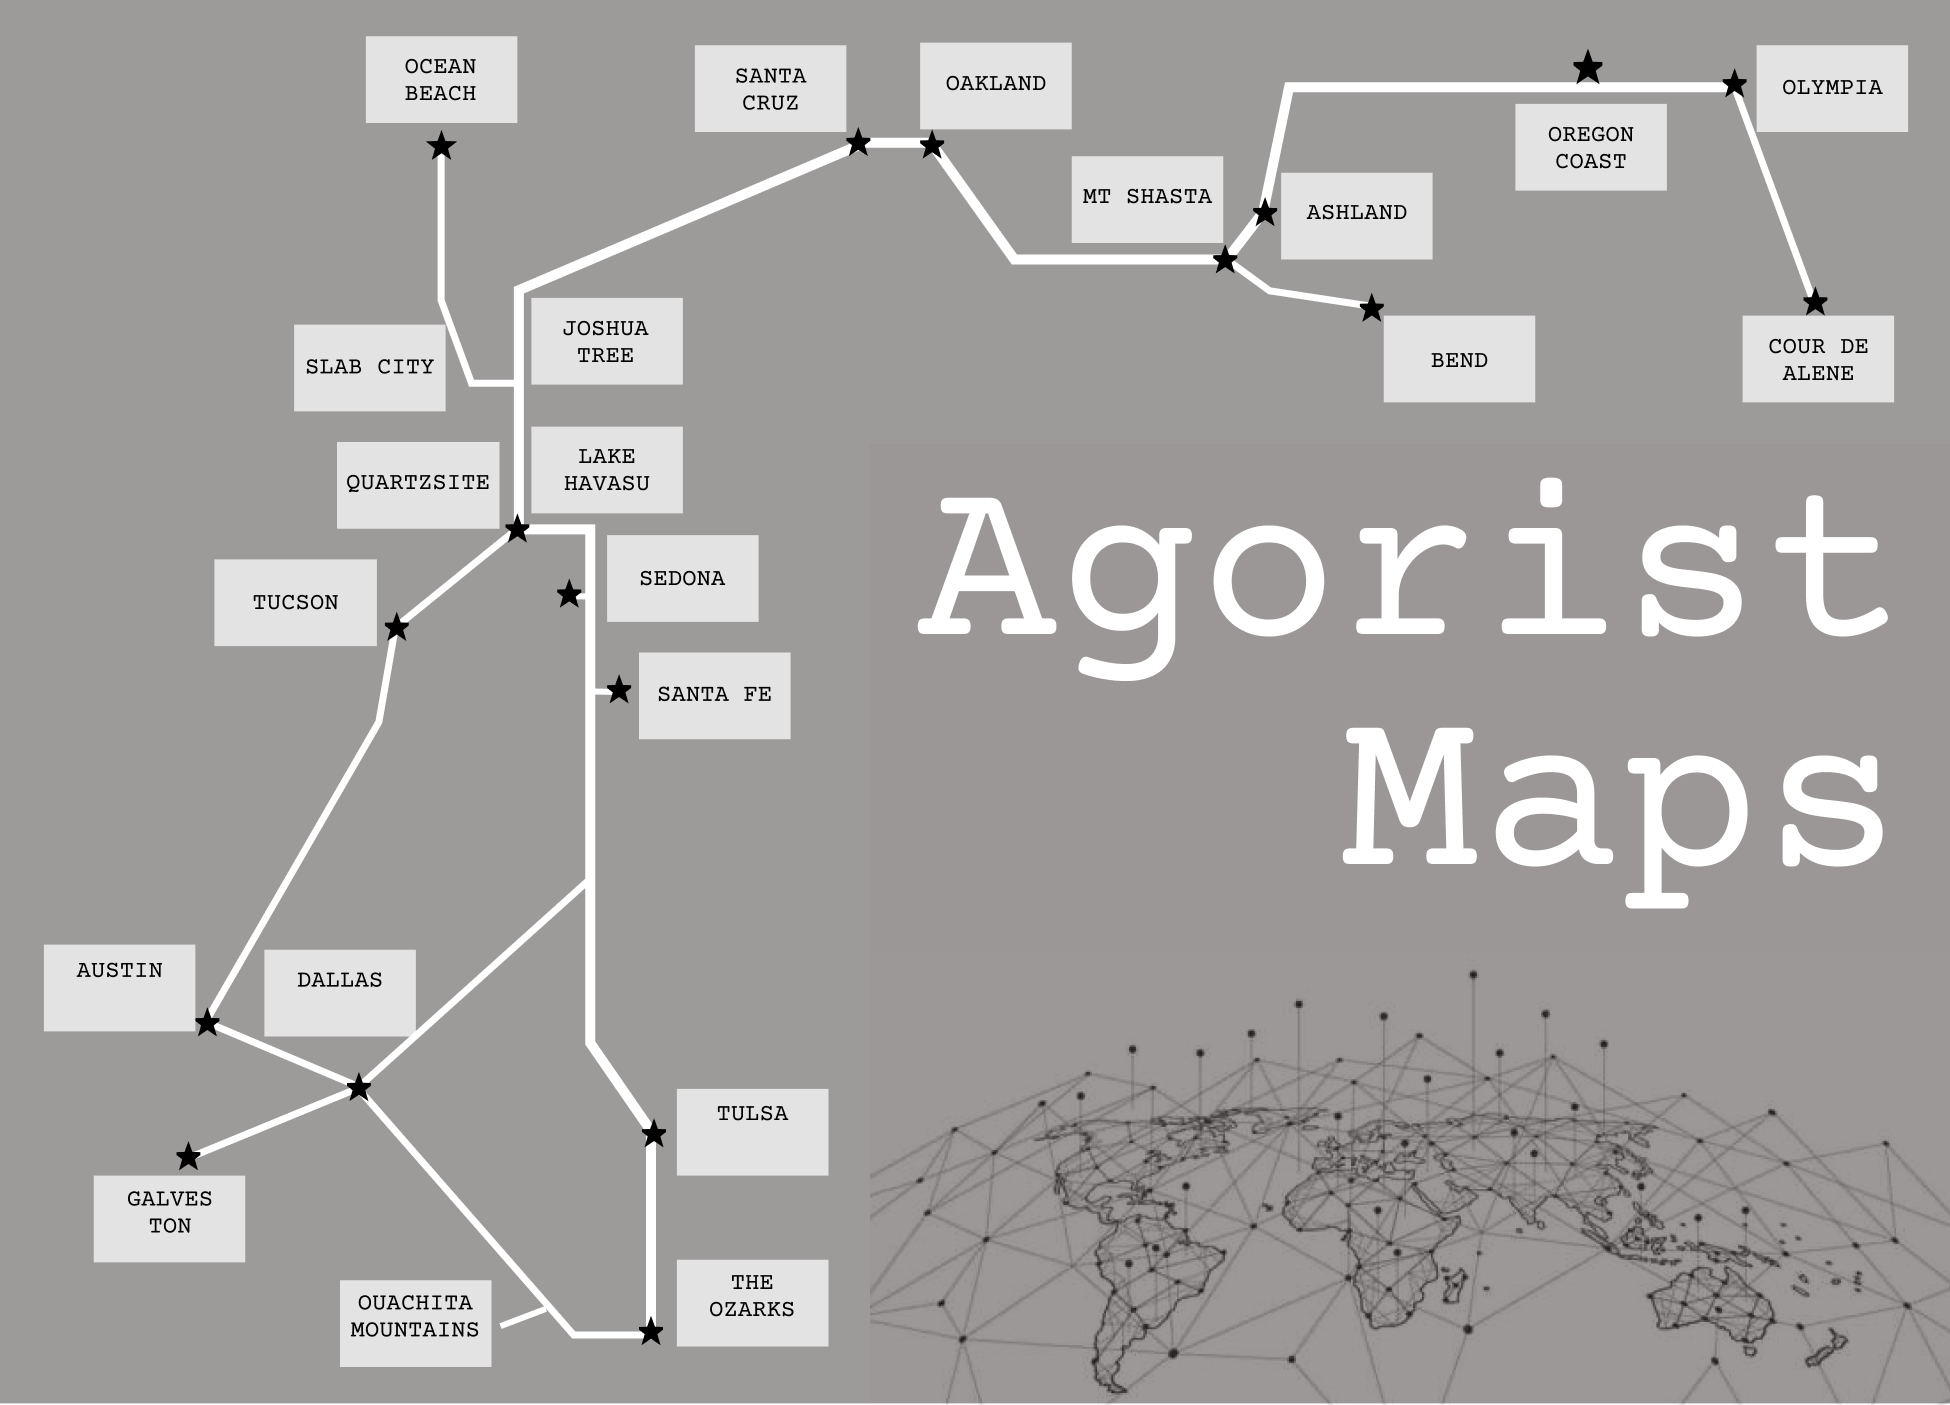 OCEAN
BEACH
SANTA
CRUZ
OAKLAND
OLYMPIA
OREGON
COAST
MT SHASTA
ASHLAND
JOSHUA
TREE
SLAB CITY
BEND
COUR DE
ALENE
QUARTZSITE
LAKE
HAVASU
SEDONA
TUCSON
SANTA FE
Agorist
Maps
AUSTIN
DALLAS
TULSA
GALVES
TON
THE
OZARKS
OUACHITA
MOUNTAINS